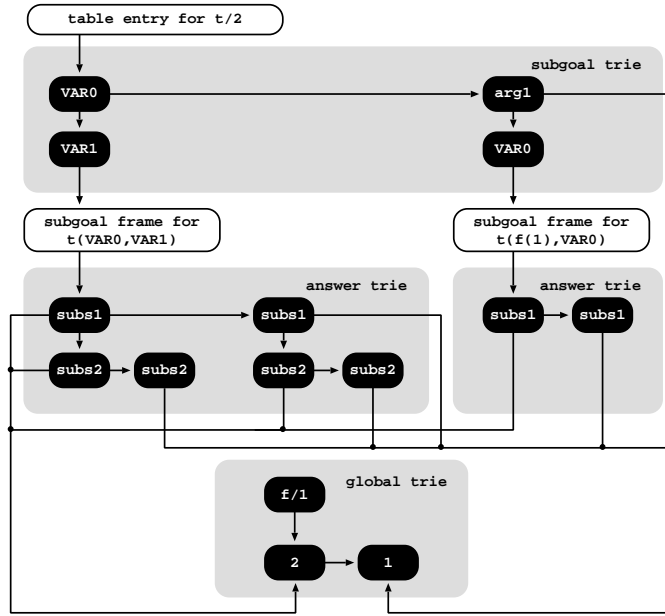 table entry for t/2
subgoal trie
VAR0
arg1
VAR1
VAR0
subgoal frame for
t(VAR0,VAR1)
subgoal frame for
t(f(1),VAR0)
answer trie
answer trie
subs1
subs1
subs1
subs1
subs2
subs2
subs2
subs2
global trie
f/1
2
1